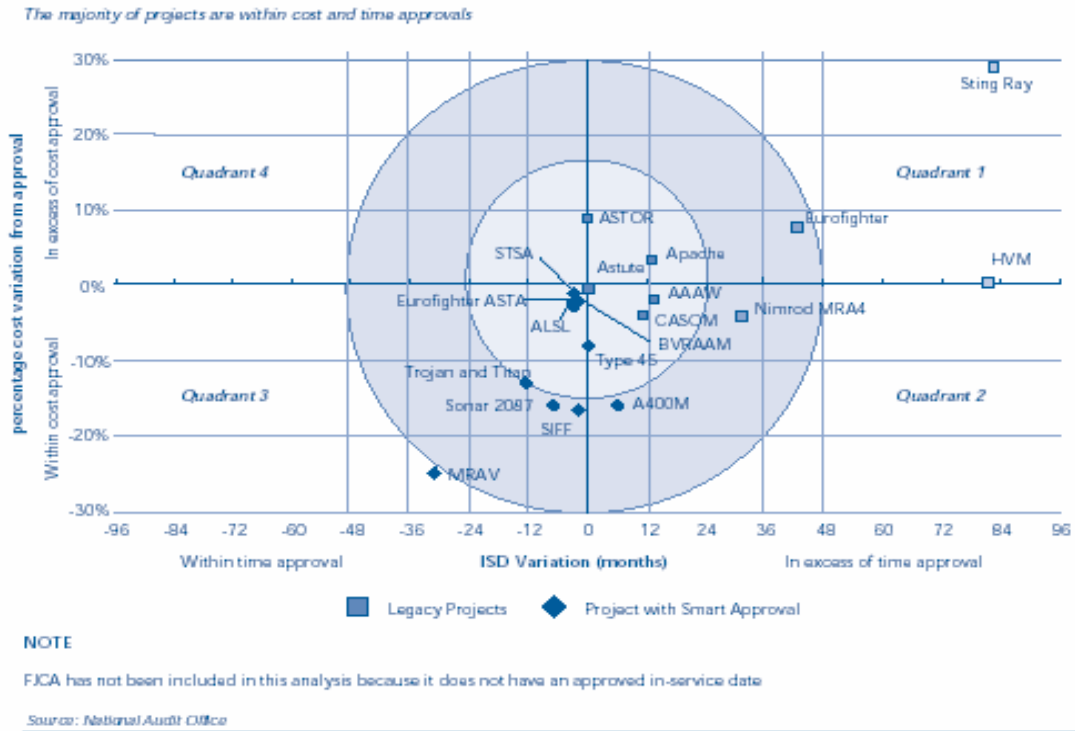 The majority of projects are within cost and time approvals
percentage cost variation from approval
In excess of cost approval
Within cost approval
30%
20%
10%
0%
-10%
-20%
-30%
Quadrant 4
Quadrant 1
Quadrant 3
Quadrant 2
Sting Ray
Eurofighter
HVM
ASTOR
STSA
Apache
Astute
Eurofighter ASTA
AAAW
ALSL
CASOM
Nimrod MRA4
BVRAAM
Type 45
Trojan and Titan
Sonar 2087
A400M
SIFF
MRAV
-96 -84 -72 -60 -48 -36 -24 -12 0 12 24 36 48 60 72 84 96
Within time approval
ISD Variation (months)
In excess of time approval
Legacy Projects
Project with Smart Approval
NOTE
FJCA has not been included in this analysis because it does not have an approved in-service date
Source: National Audit Office